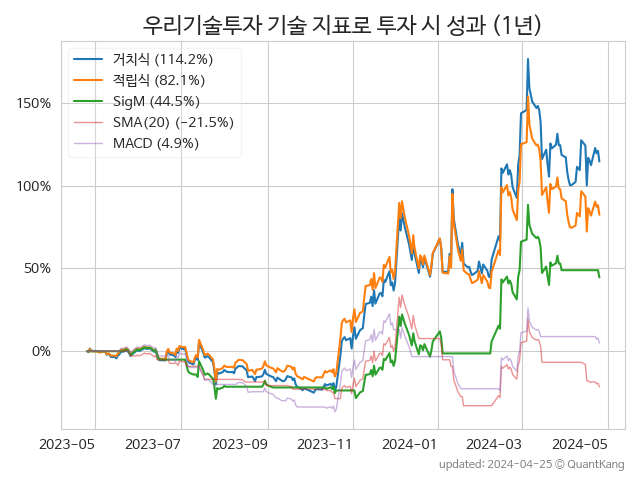 우리기술투자 기술 지표로 투자 시 성과 (1년)
거치식 (114.2%)
적립식 (82.1%)
SigM (44.5%)
SMA(20) (−21.5%)
MACD (4.9%)
150%
100%
50%
0%
2023-05 2023-07 2023-09 2023-11 2024-01 2024-03 2024-05
updated: 2024-04-25 © QuantKang